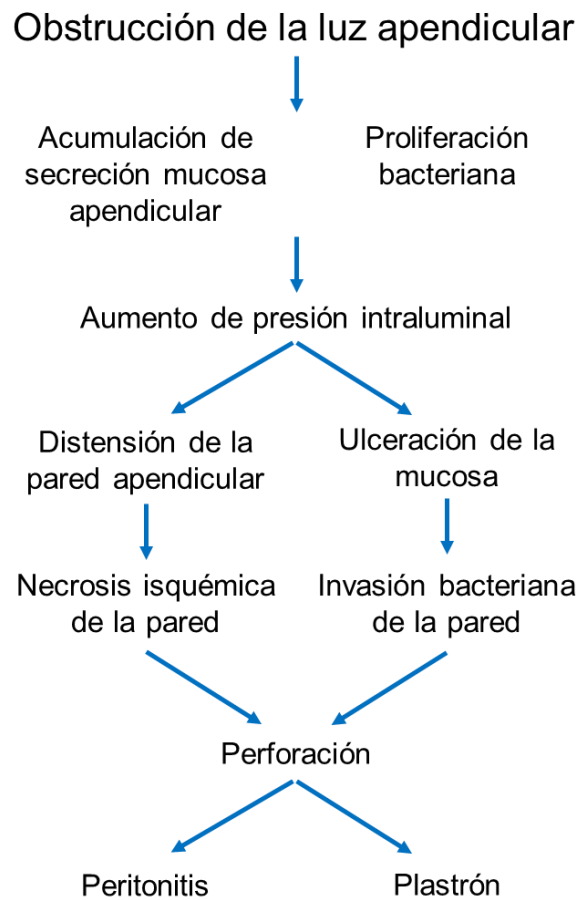 Obstrucción de la luz apendicular
Acumulación de
secreción mucosa
apendicular
Proliferación
bacteriana
Aumento de presión intraluminal
Distensión de la
pared apendicular
Ulceración de la
mucosa
Necrosis isquémica
de la pared
Invasión bacteriana
de la pared
Perforación
Peritonitis
Plastrón